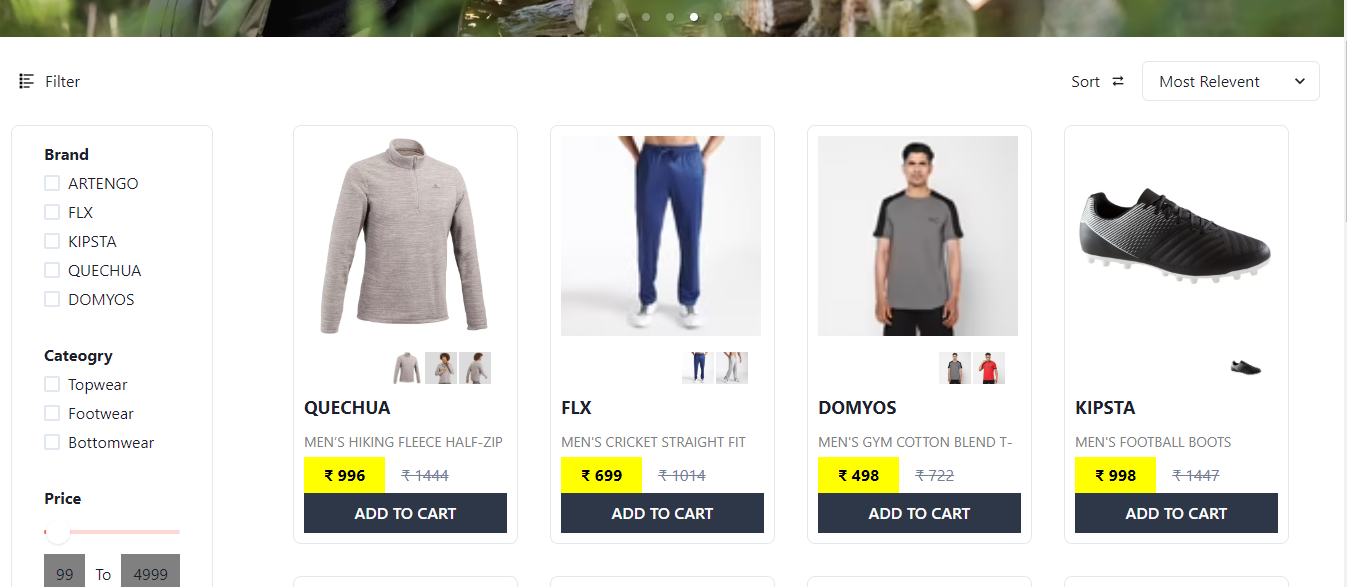 Filter
Sort
Most Relevent
Brand
ARTENGO
FLX
KIPSTA
QUECHUA
DOMYOS
Cateogry
Topwear
Footwear
Bottomwear
Price
99 To 4999
QUECHUA
MEN'S HIKING FLEECE HALF-ZIP
₹ 996 ₹ 1444
ADD TO CART
FLX
MEN'S CRICKET STRAIGHT FIT
₹ 699 ₹ 1014
ADD TO CART
DOMYOS
MEN'S GYM COTTON BLEND T-
₹ 498 ₹ 722
ADD TO CART
KIPSTA
MEN'S FOOTBALL BOOTS
₹ 998 ₹ 1447
ADD TO CART